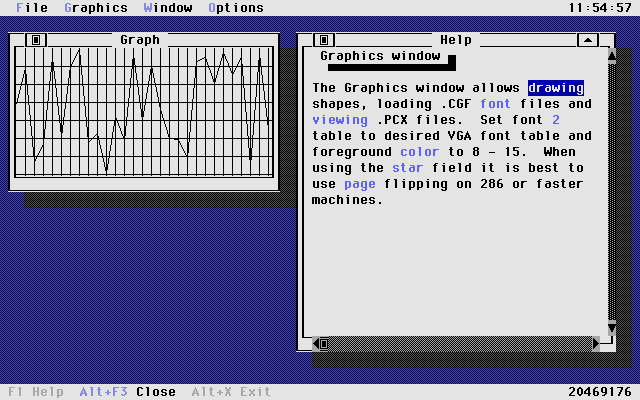 File Graphics Window Options 11:54:57
Graph
Help
Graphics window
The Graphics window allows drawing
shapes, loading .CGF font files and
viewing .PCX files.  Set font 2
table to desired VGA font table and
foreground color to 8 - 15.  When
using the star field it is best to
use page flipping on 286 or faster
machines.
F1 Help Alt+F3 Close Alt+X Exit 20469176